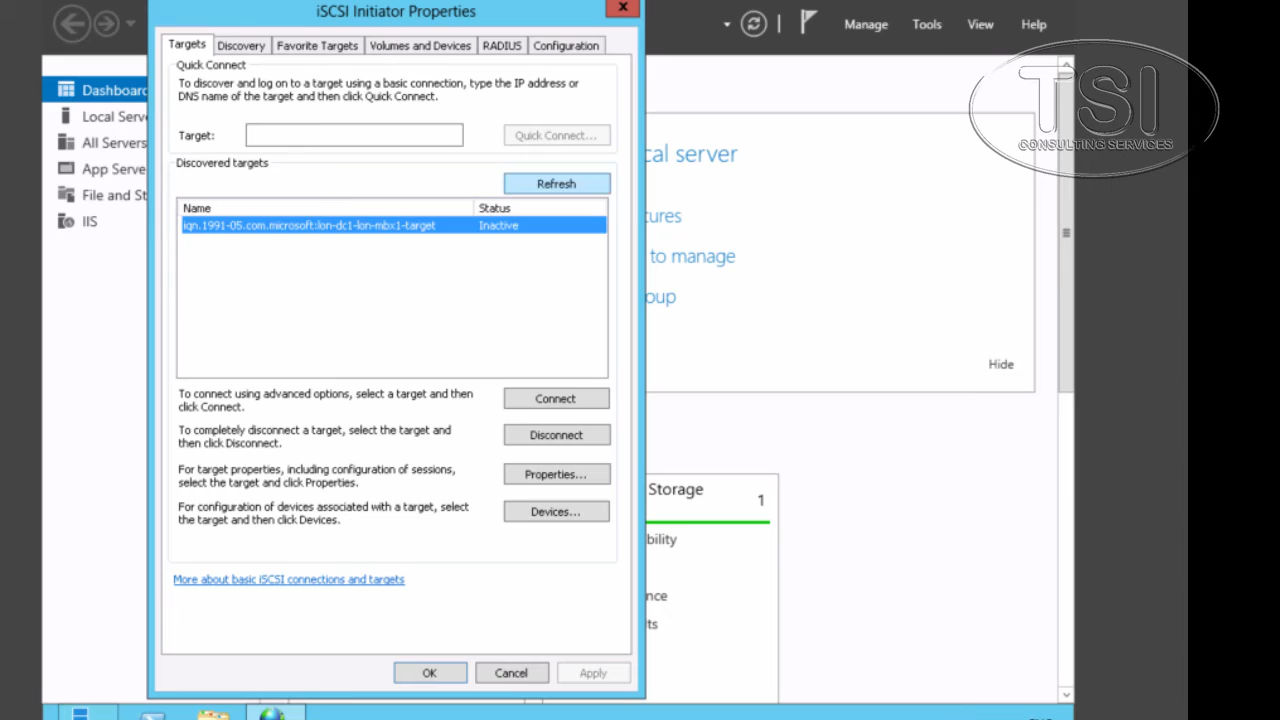 iSCSI Initiator Properties
x
Manage Tools View Help
Targets Discovery Favorite Targets Volumes and Devices RADIUS Configuration
Quick Connect
To discover and log on to a target using a basic connection, type the IP address or
DNS name of the target and then click Quick Connect.
Target:
Quick Connect...
Discovered targets
Refresh
Name Status
iqn.1991-05.com.microsoft:lon-dc1-lon-mbx1-target Inactive
To connect using advanced options, select a target and then
click Connect.
Connect
To completely disconnect a target, select the target and
then click Disconnect.
Disconnect
For target properties, including configuration of sessions,
select the target and click Properties.
Properties...
For configuration of devices associated with a target, select
the target and then click Devices.
Devices...
More about basic iSCSI connections and targets
OK Cancel Apply
Dashboard
Local Serve
All Servers
App Serve
File and St
IIS
TSI
CONSULTING SERVICES
cal server
tures
to manage
oup
Hide
Storage 1
bility
nce
ts